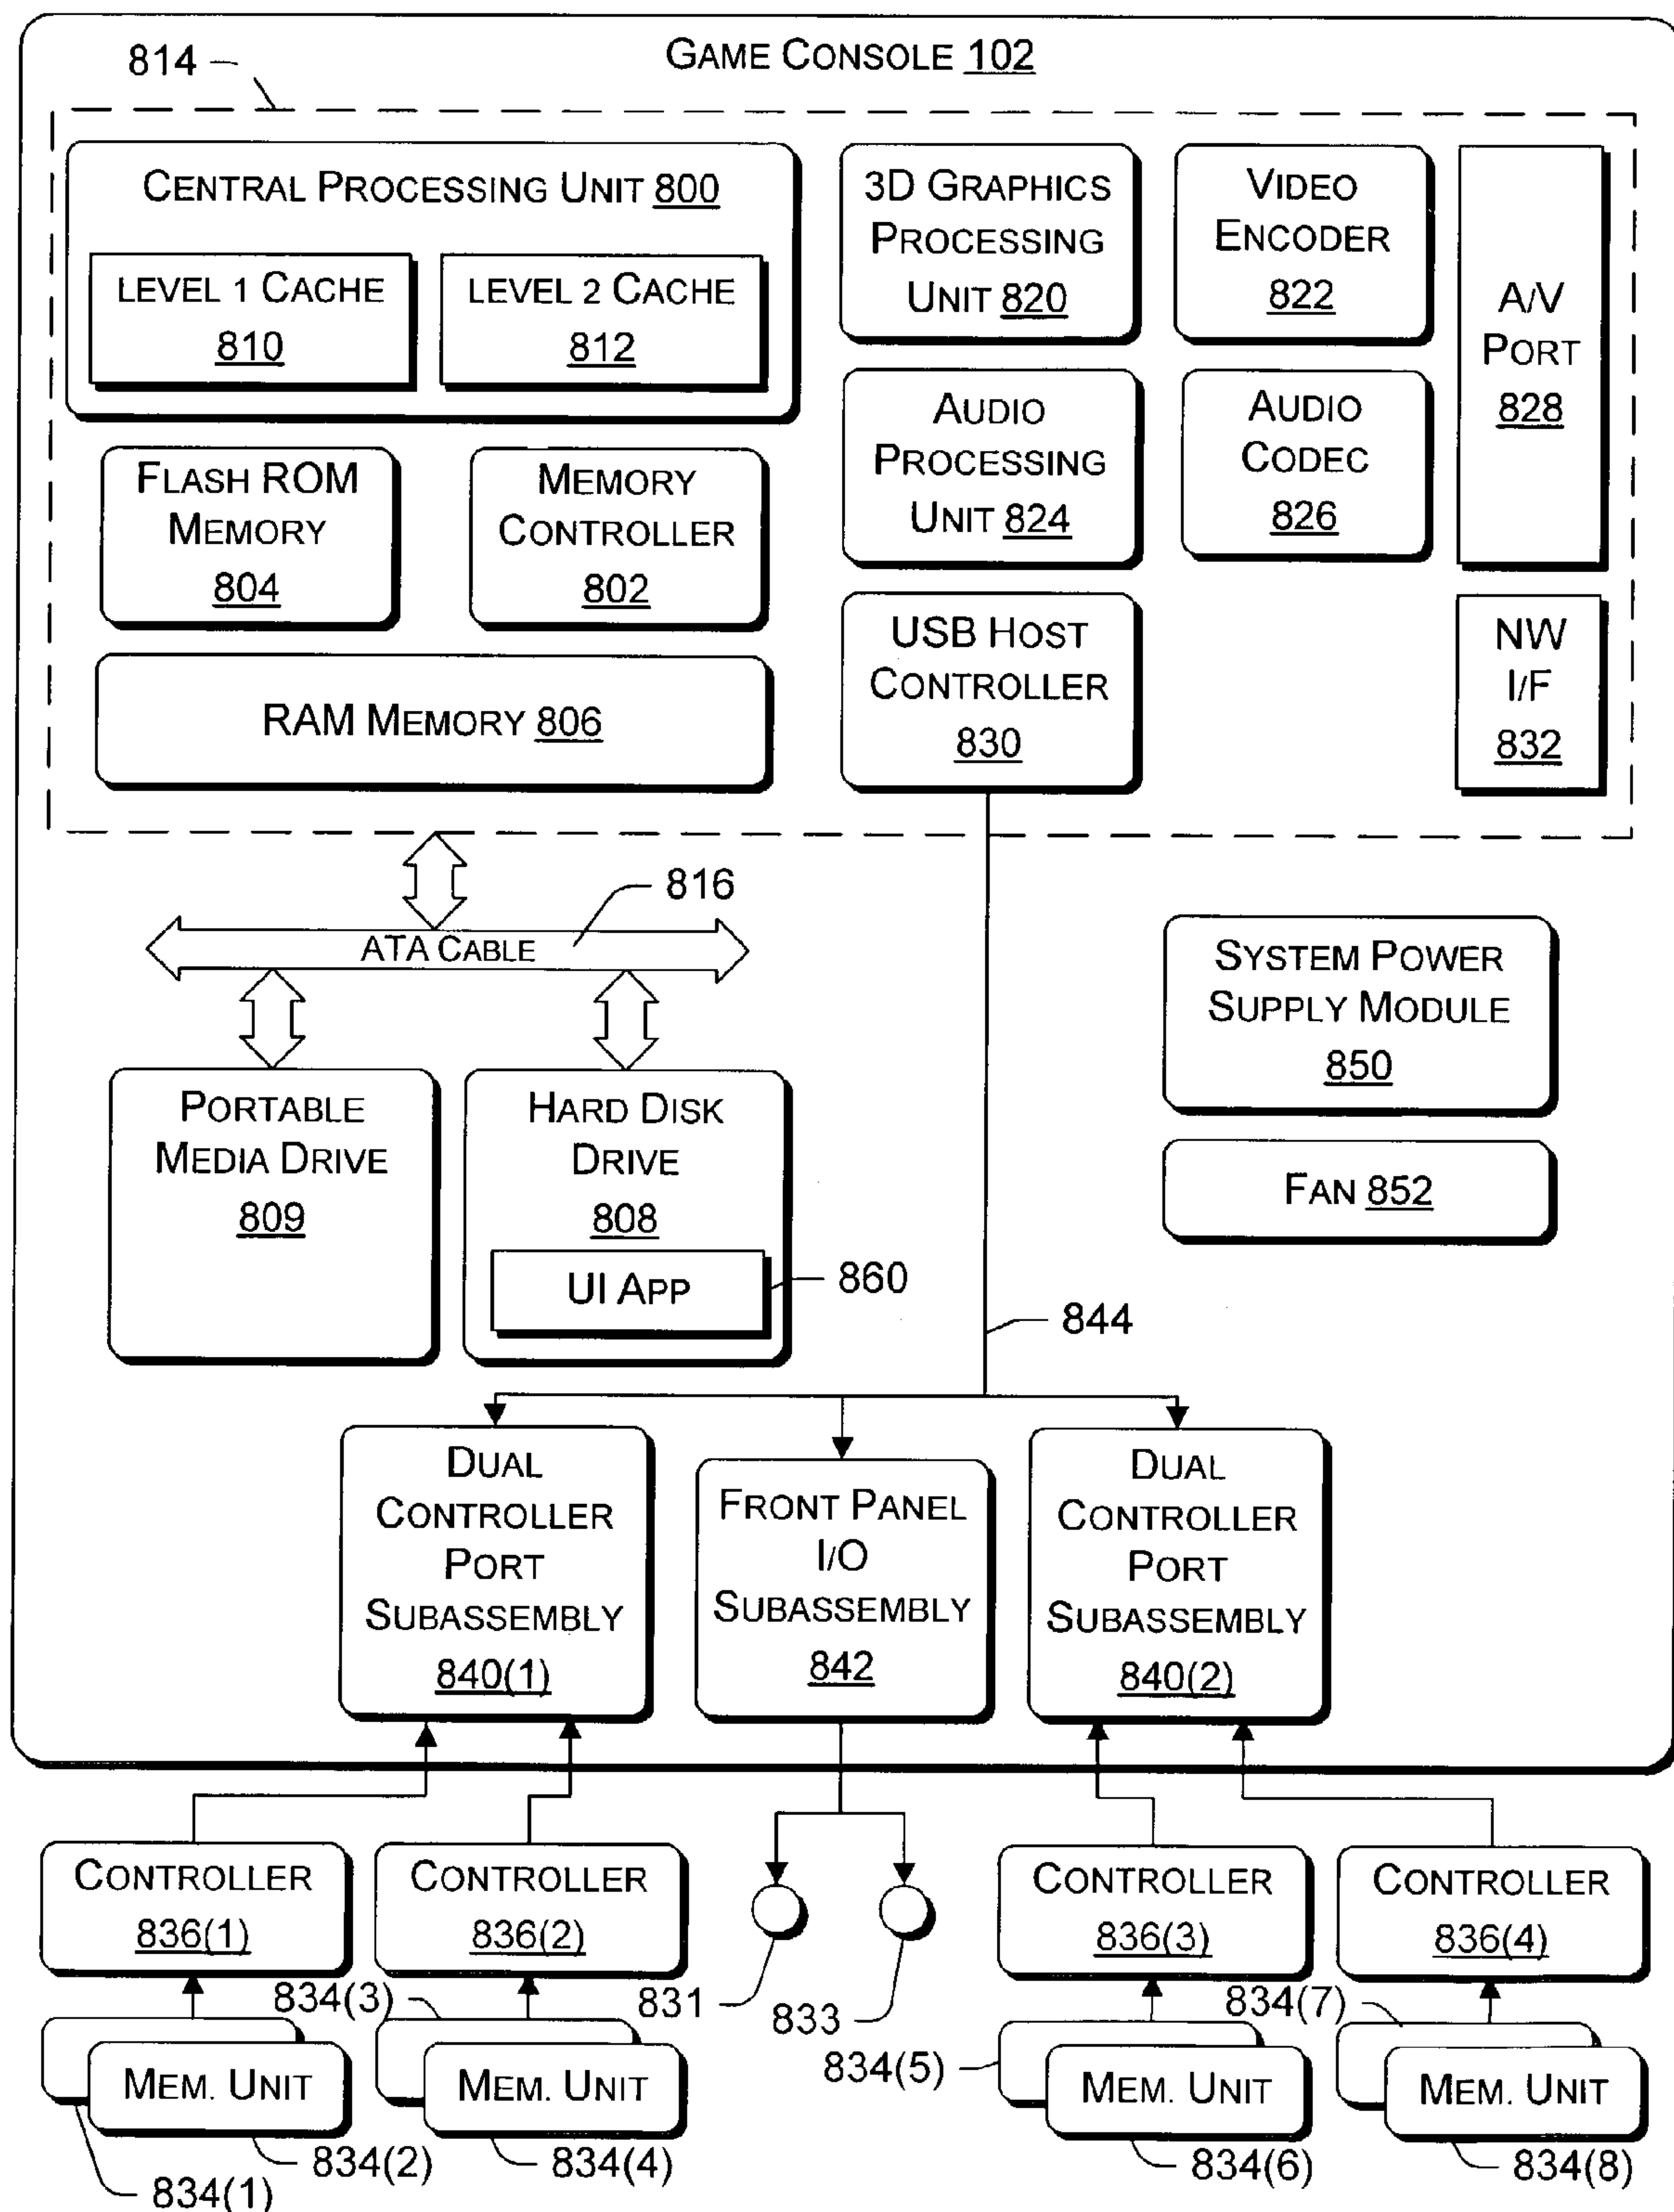 GAME CONSOLE 102
814
CENTRAL PROCESSING UNIT 800
LEVEL 1 CACHE
810
LEVEL 2 CACHE
812
FLASH ROM
MEMORY
804
MEMORY
CONTROLLER
802
RAM MEMORY 806
3D GRAPHICS
PROCESSING
UNIT 820
VIDEO
ENCODER
822
A/V
PORT
828
AUDIO
PROCESSING
UNIT 824
AUDIO
CODEC
826
USB HOST
CONTROLLER
830
NW
I/F
832
816
ATA CABLE
PORTABLE
MEDIA DRIVE
809
HARD DISK
DRIVE
808
UI APP
860
SYSTEM POWER
SUPPLY MODULE
850
FAN 852
844
DUAL
CONTROLLER
PORT
SUBASSEMBLY
840(1)
FRONT PANEL
I/O
SUBASSEMBLY
842
DUAL
CONTROLLER
PORT
SUBASSEMBLY
840(2)
CONTROLLER
836(1)
CONTROLLER
836(2)
831
833
CONTROLLER
836(3)
CONTROLLER
836(4)
834(3)
834(7)
834(5)
MEM. UNIT
MEM. UNIT
MEM. UNIT
MEM. UNIT
834(1)
834(2)
834(4)
834(6)
834(8)